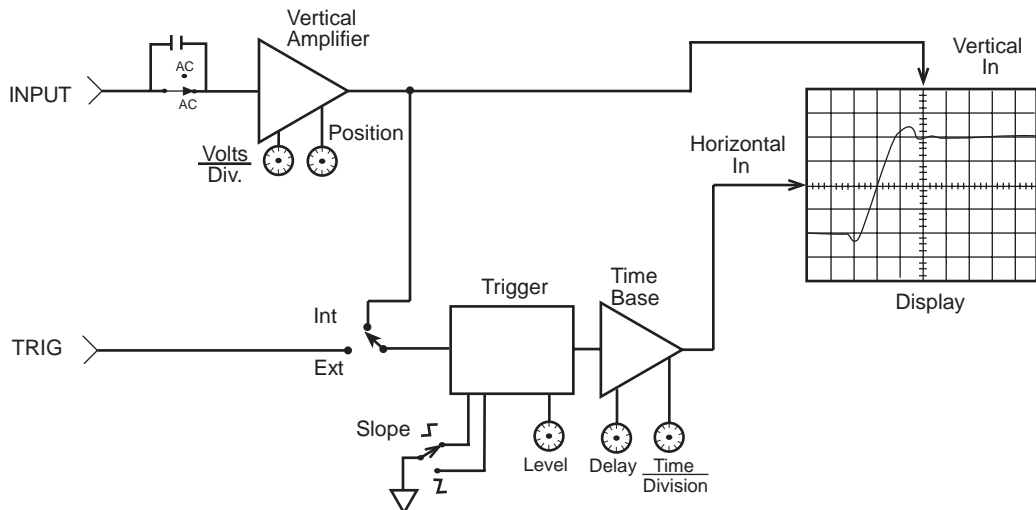 Vertical
Amplifier
AC
AC
INPUT
Volts
Div.
Position
Vertical
In
Horizontal
In
Display
Int
Ext
TRIG
Trigger
Time
Base
Slope
Level
Delay
Time
Division